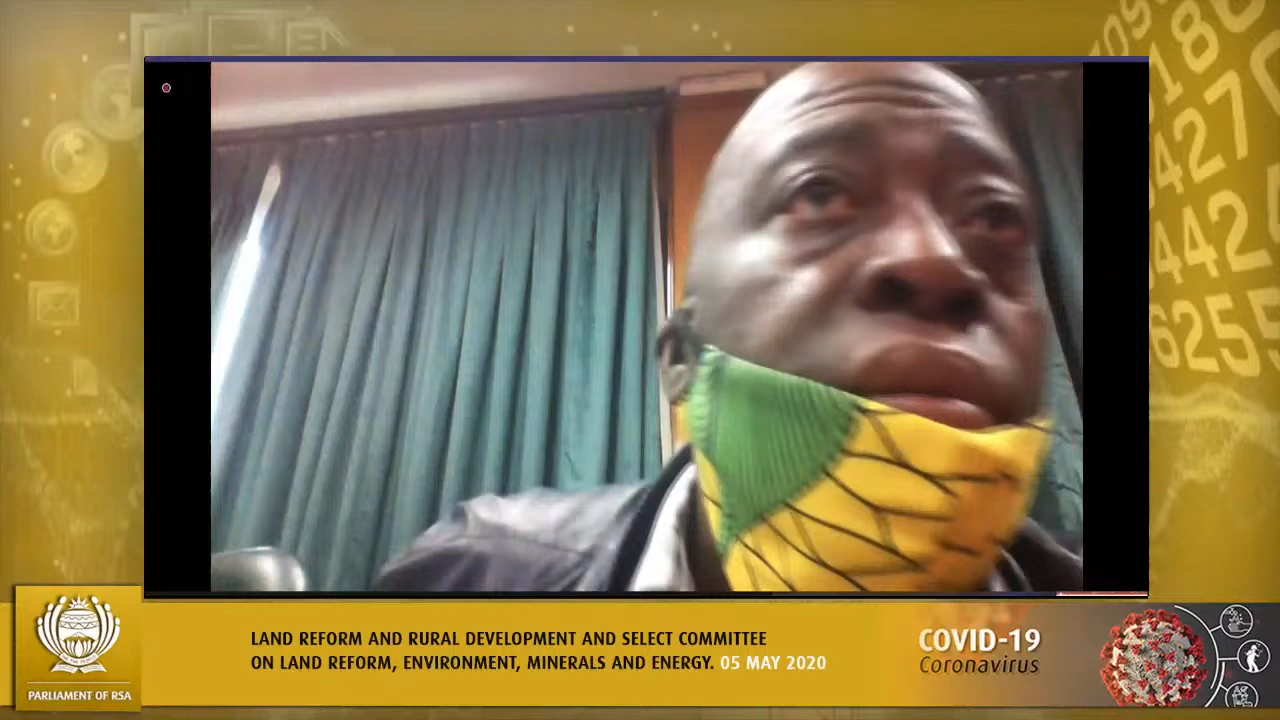 LAND REFORM AND RURAL DEVELOPMENT AND SELECT COMMITTEE
ON LAND REFORM, ENVIRONMENT, MINERALS AND ENERGY. 05 MAY 2020
COVID-19
Coronavirus
PARLIAMENT OF RSA
6255